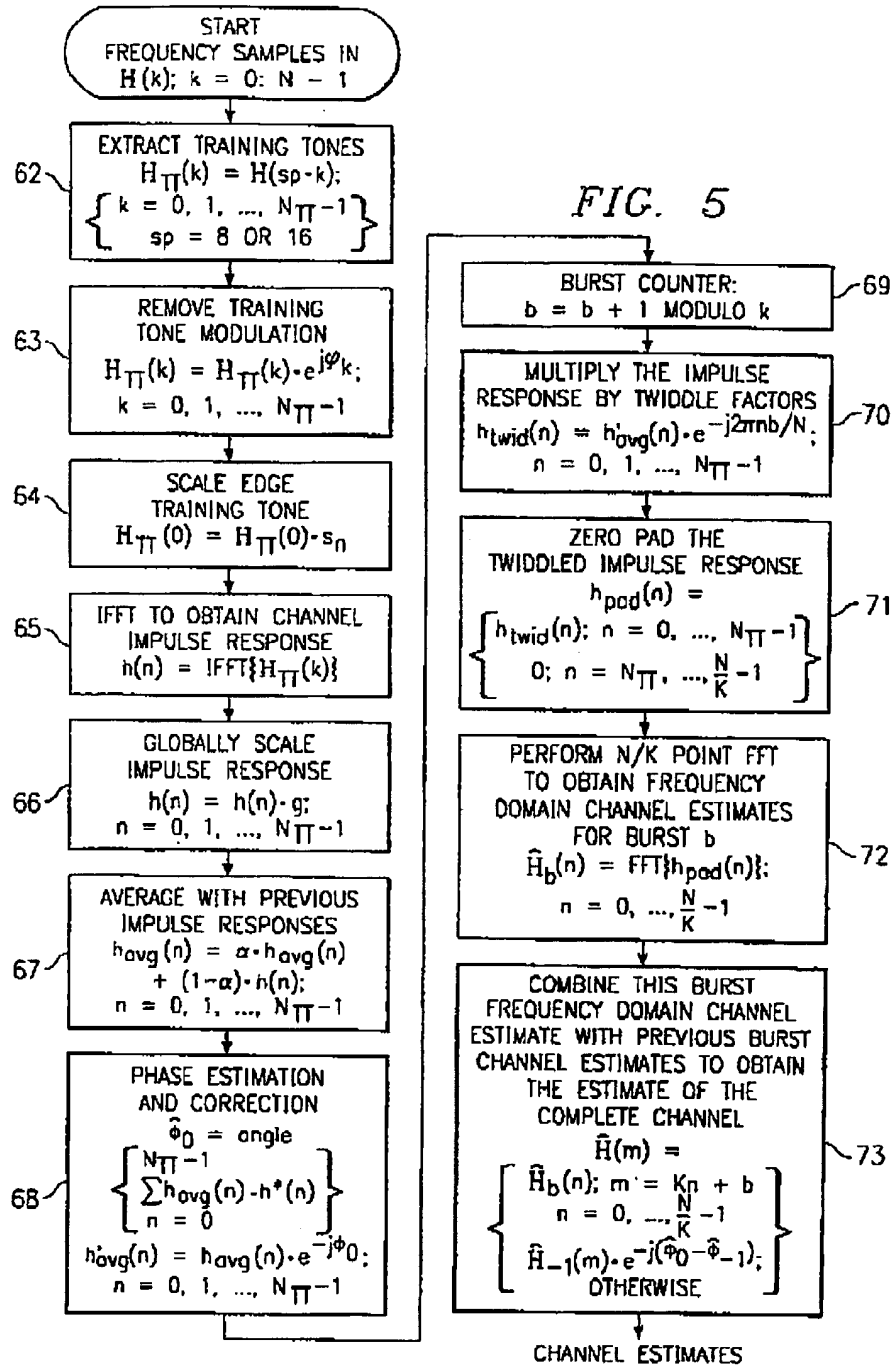 START
FREQUENCY SAMPLES IN
H(k); k = 0: N - 1
62
EXTRACT TRAINING TONES
H_TT(k) = H(sp·k);
{ k = 0, 1, ..., N_TT -1
sp = 8 OR 16 }
63
REMOVE TRAINING
TONE MODULATION
H_TT(k) = H_TT(k)·e^jφk;
k = 0, 1, ..., N_TT -1
64
SCALE EDGE
TRAINING TONE
H_TT(0) = H_TT(0)·s_n
65
IFFT TO OBTAIN CHANNEL
IMPULSE RESPONSE
h(n) = IFFT{H_TT(k)}
66
GLOBALLY SCALE
IMPULSE RESPONSE
h(n) = h(n)·g;
n = 0, 1, ..., N_TT -1
67
AVERAGE WITH PREVIOUS
IMPULSE RESPONSES
h_avg(n) = α·h_avg(n)
+ (1-α)·h(n);
n = 0, 1, ..., N_TT -1
68
PHASE ESTIMATION
AND CORRECTION
Φ̂_0 = angle
{ N_TT -1
∑h_avg(n)·h*(n)
n = 0 }
h'_avg(n) = h_avg(n)·e^-jΦ0;
n = 0, 1, ..., N_TT -1
FIG. 5
BURST COUNTER:
b = b + 1 MODULO k
69
MULTIPLY THE IMPULSE
RESPONSE BY TWIDDLE FACTORS
h_twid(n) = h'_avg(n)·e^-j2πnb/N;
n = 0, 1, ..., N_TT -1
70
ZERO PAD THE
TWIDDLED IMPULSE RESPONSE
h_pad(n) =
{ h_twid(n); n = 0, ..., N_TT -1
0; n = N_TT, ..., N/K -1 }
71
PERFORM N/K POINT FFT
TO OBTAIN FREQUENCY
DOMAIN CHANNEL ESTIMATES
FOR BURST b
Ĥ_b(n) = FFT{h_pad(n)};
n = 0, ..., N/K -1
72
COMBINE THIS BURST
FREQUENCY DOMAIN CHANNEL
ESTIMATE WITH PREVIOUS BURST
CHANNEL ESTIMATES TO OBTAIN
THE ESTIMATE OF THE
COMPLETE CHANNEL
Ĥ(m) =
{ Ĥ_b(n); m = Kn + b
n = 0, ..., N/K -1
Ĥ_-1(m)·e^-j(Φ̂0-Φ̂-1);
OTHERWISE }
73
CHANNEL ESTIMATES